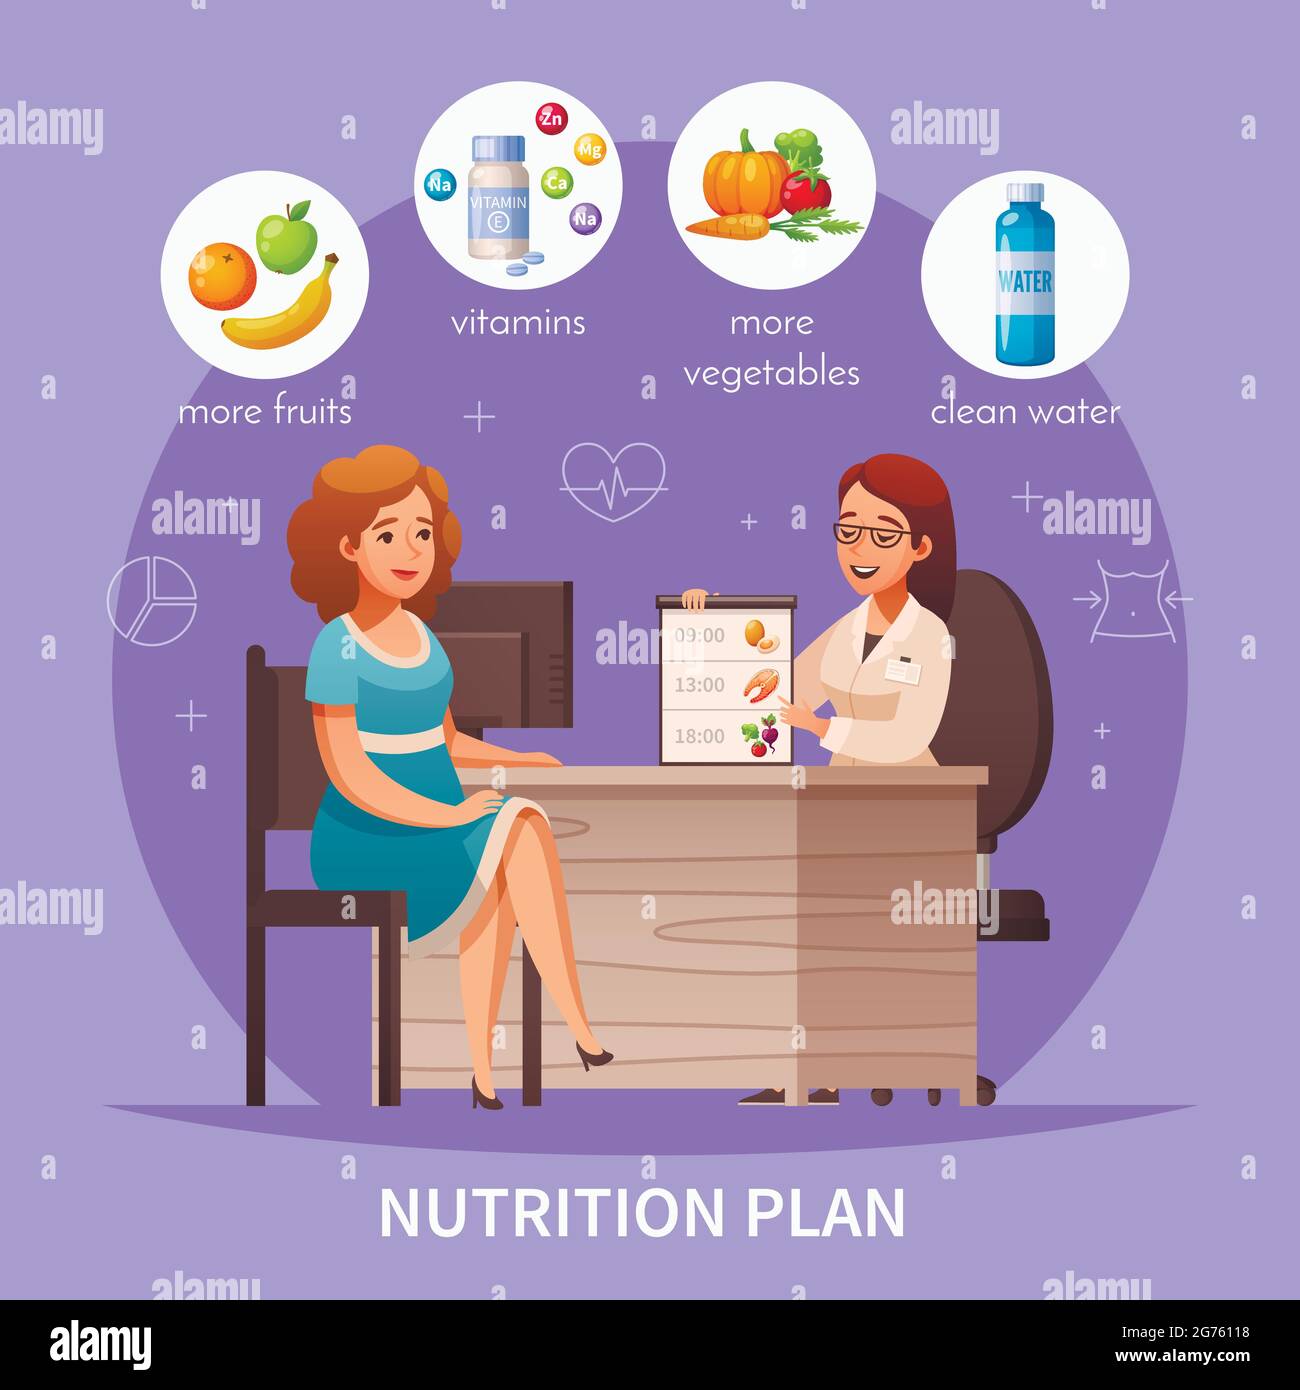 Zn
Mg
Na
Ca
Na
VITAMIN
E
WATER
vitamins
more
vegetables
more fruits
clean water
09:00
13:00
18:00
NUTRITION PLAN
alamy
Image ID: 2G76118
www.alamy.com